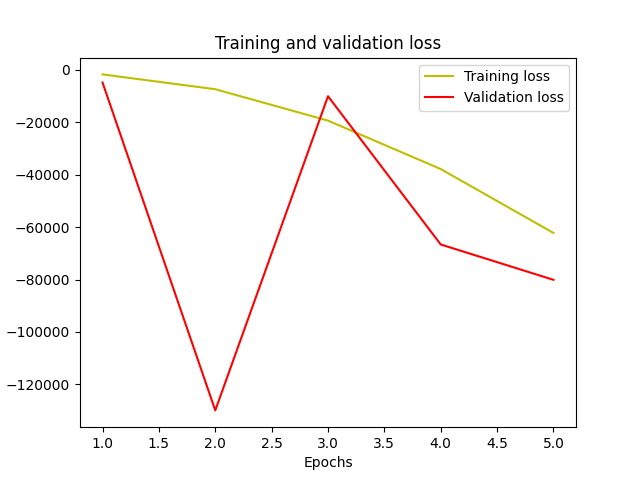 Training and validation loss
Training loss
Validation loss
0
−20000
−40000
−60000
−80000
−100000
−120000
1.0 1.5 2.0 2.5 3.0 3.5 4.0 4.5 5.0
Epochs